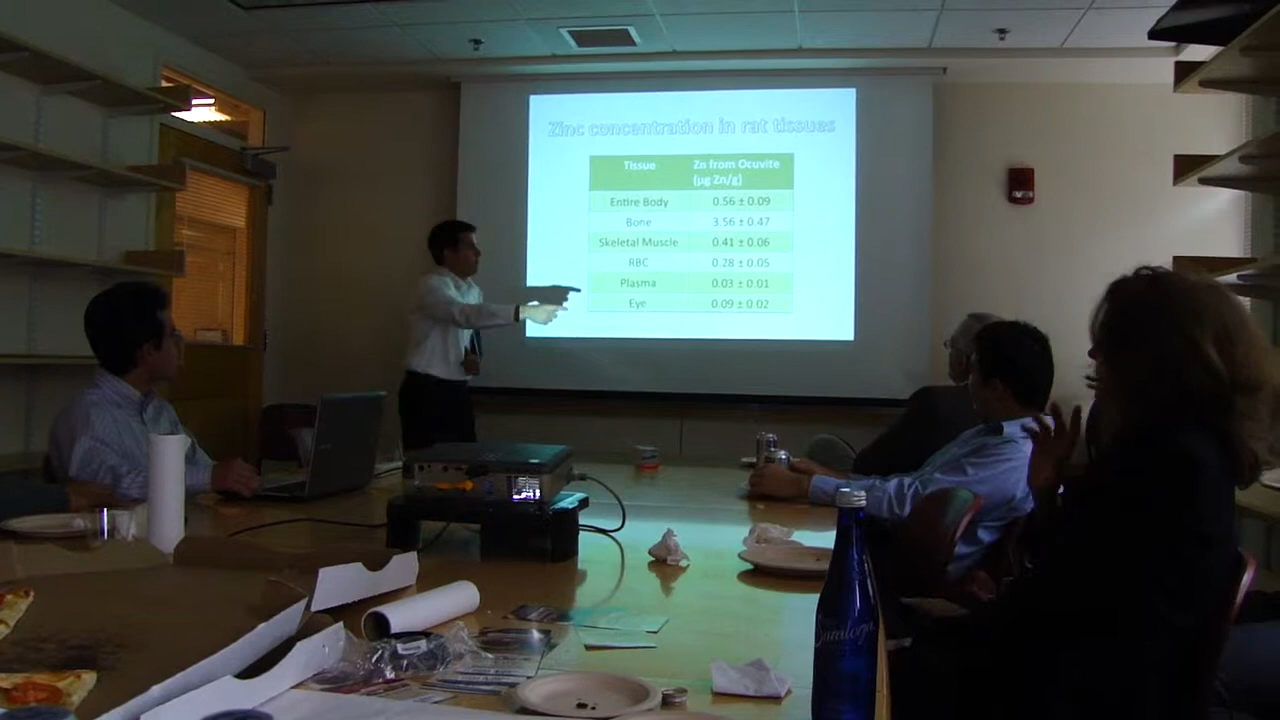 Zinc concentration in rat tissues
Tissue Zn from Ocuvite
(µg Zn/g)
Entire Body 0.56 ± 0.09
Bone 3.56 ± 0.47
Skeletal Muscle 0.41 ± 0.06
RBC 0.28 ± 0.05
Plasma 0.03 ± 0.01
Eye 0.09 ± 0.02
Saratoga